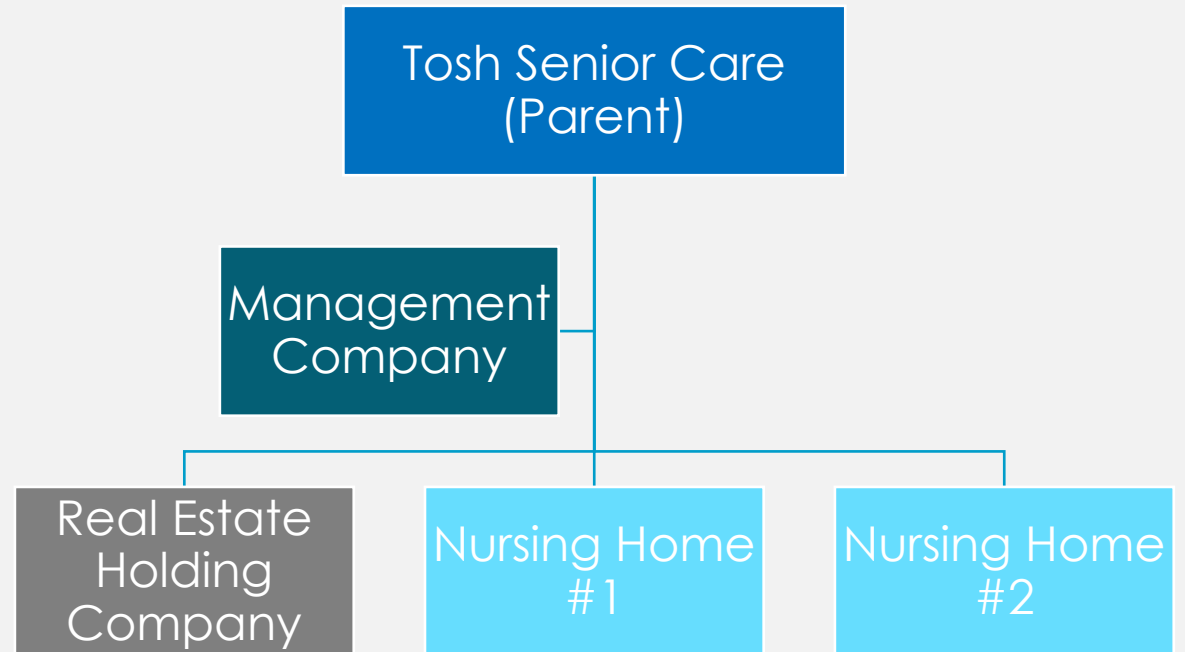 Tosh Senior Care
(Parent)
Management
Company
Real Estate
Holding
Company
Nursing Home
#1
Nursing Home
#2